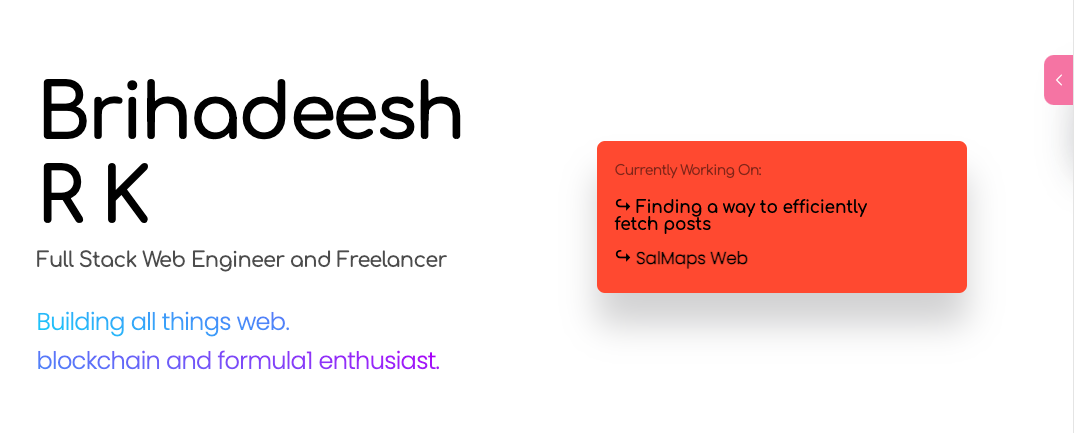 Brihadeesh
R K
Full Stack Web Engineer and Freelancer
Building all things web.
blockchain and formula1 enthusiast.
Currently Working On:
↪ Finding a way to efficiently
fetch posts
↪ SalMaps Web